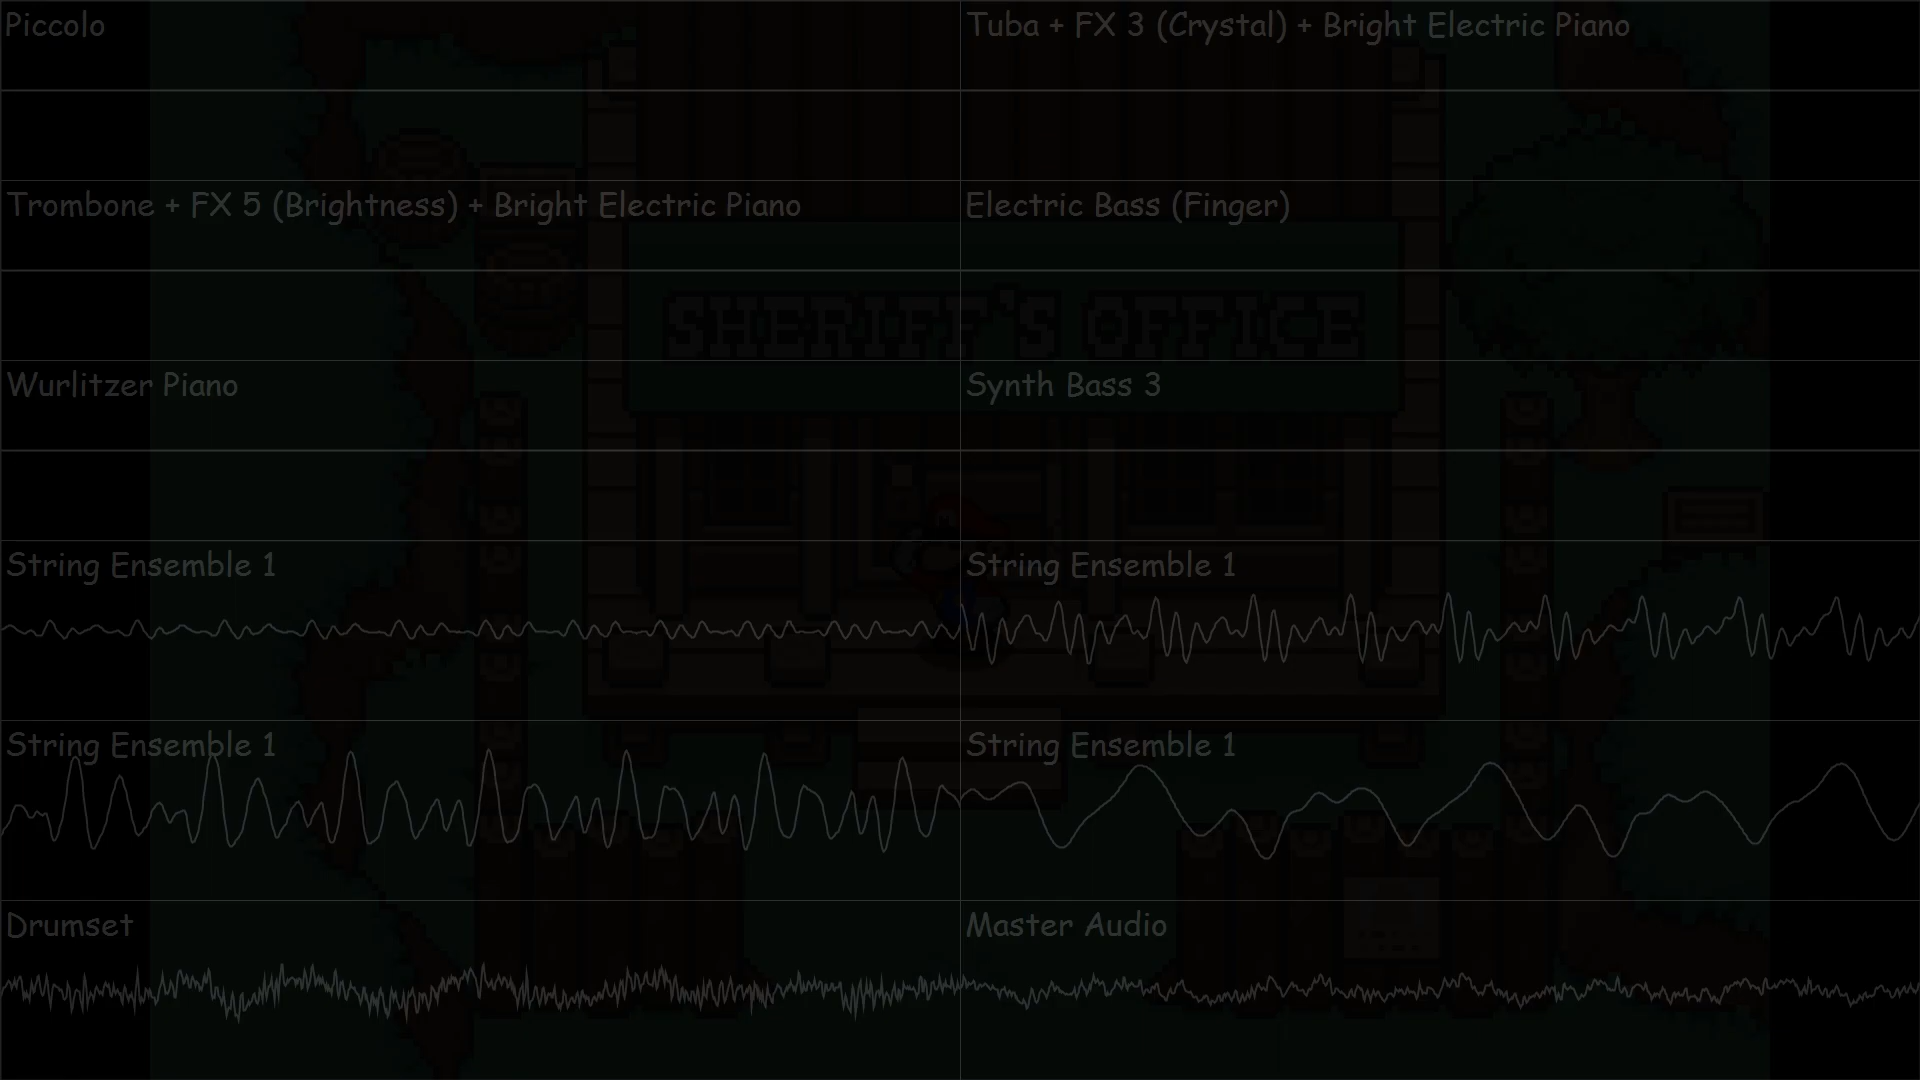 Piccolo
Tuba + FX 3 (Crystal) + Bright Electric Piano
Trombone + FX 5 (Brightness) + Bright Electric Piano
Electric Bass (Finger)
SHERIFF'S OFFICE
Wurlitzer Piano
Synth Bass 3
String Ensemble 1
String Ensemble 1
String Ensemble 1
String Ensemble 1
Drumset
Master Audio